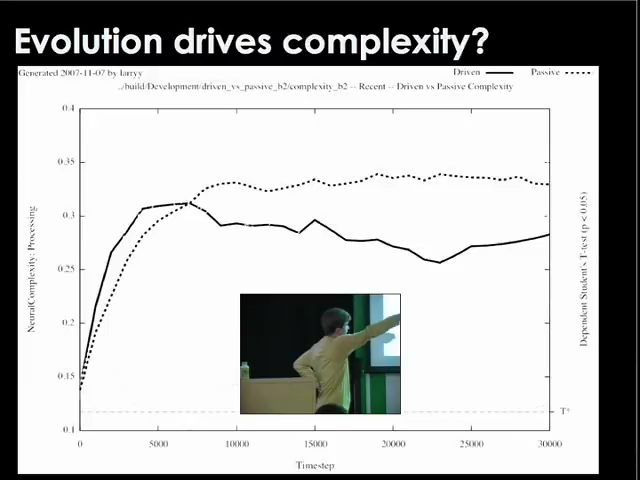 Evolution drives complexity?
Generated 2007-11-07 by larryy
Driven
Passive
../build/Development/driven_vs_passive_b2/complexity_b2 -- Recent -- Driven vs Passive Complexity
0.4
0.35
0.3
0.25
0.2
0.15
0.1
NeuralComplexity: Processing
Dependent Student's T-test (p < 0.05)
0
5000
10000
15000
20000
25000
30000
Timestep